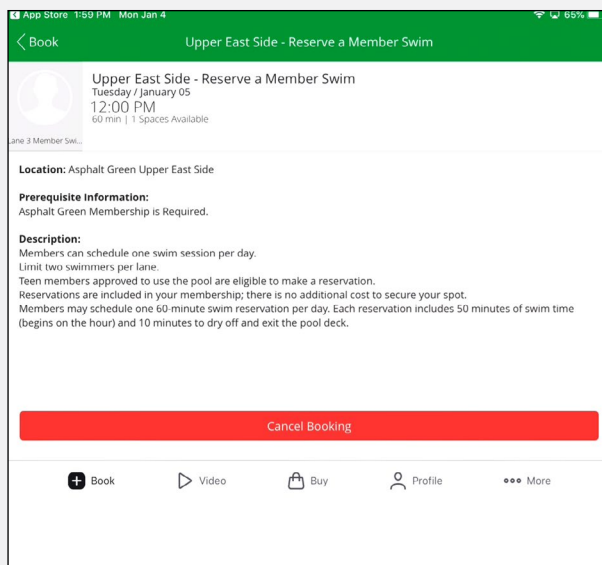 App Store 1:59 PM Mon Jan 4 65%
Book Upper East Side - Reserve a Member Swim
Upper East Side - Reserve a Member Swim
Tuesday / January 05
12:00 PM
60 min | 1 Spaces Available
Lane 3 Member Swi...
Location: Asphalt Green Upper East Side
Prerequisite Information:
Asphalt Green Membership is Required.
Description:
Members can schedule one swim session per day.
Limit two swimmers per lane.
Teen members approved to use the pool are eligible to make a reservation.
Reservations are included in your membership; there is no additional cost to secure your spot.
Members may schedule one 60-minute swim reservation per day. Each reservation includes 50 minutes of swim time
(begins on the hour) and 10 minutes to dry off and exit the pool deck.
Cancel Booking
Book Video Buy Profile More